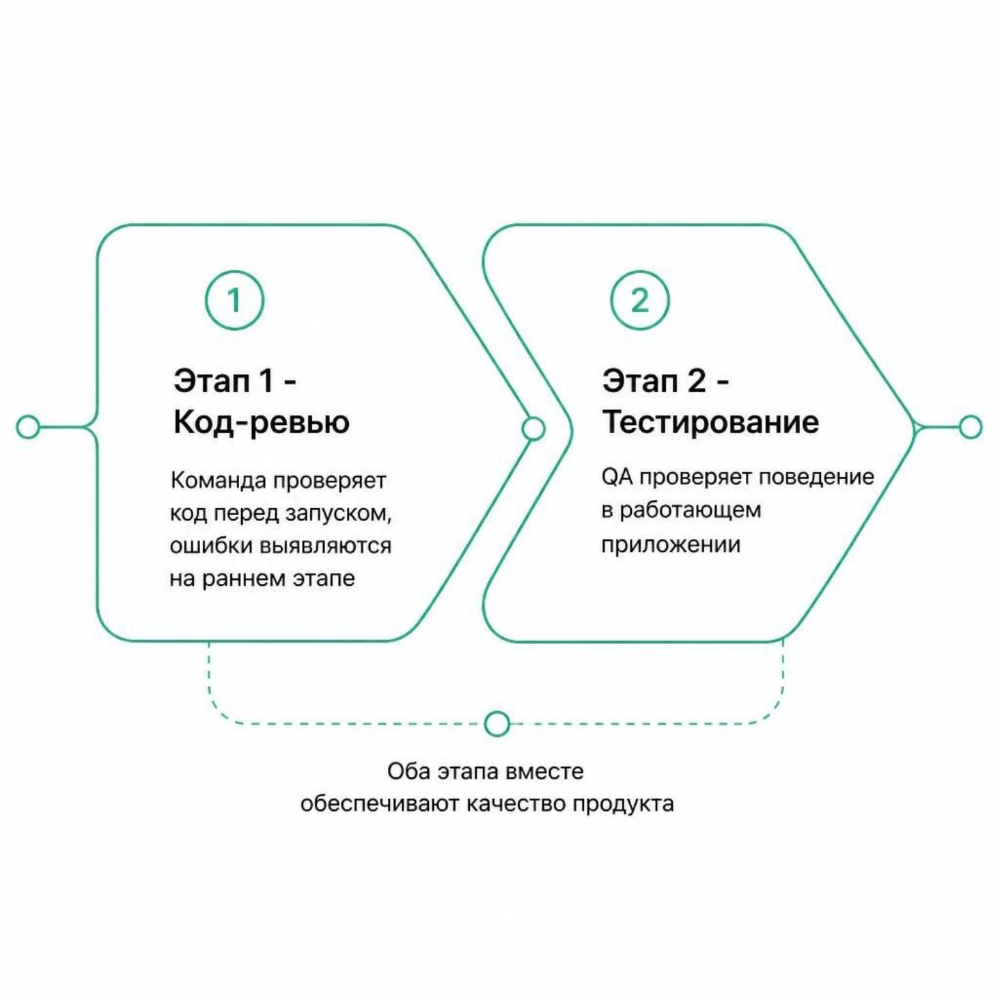 1
Этап 1 -
Код-ревью
Команда проверяет
код перед запуском,
ошибки выявляются
на раннем этапе
2
Этап 2 -
Тестирование
QA проверяет поведение
в работающем
приложении
Оба этапа вместе
обеспечивают качество продукта